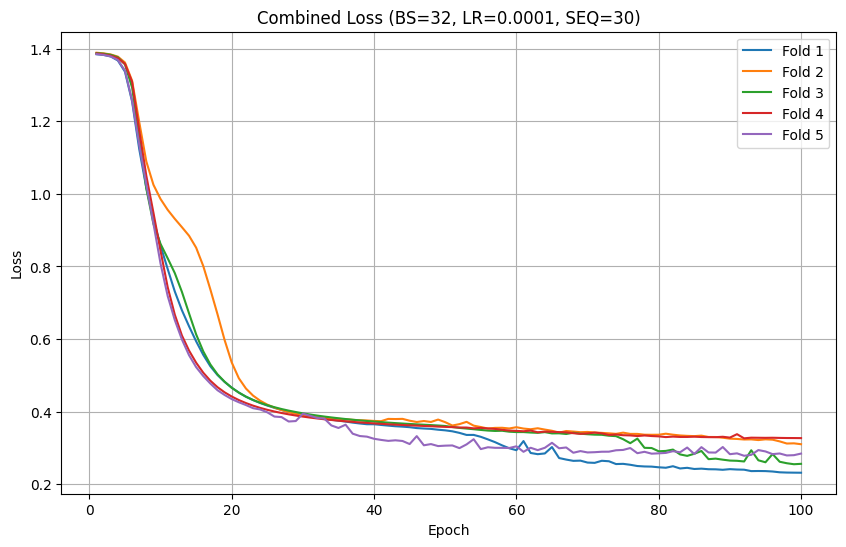 Combined Loss (BS=32, LR=0.0001, SEQ=30)
Fold 1
Fold 2
Fold 3
Fold 4
Fold 5
Loss
1.4
1.2
1.0
0.8
0.6
0.4
0.2
0 20 40 60 80 100
Epoch